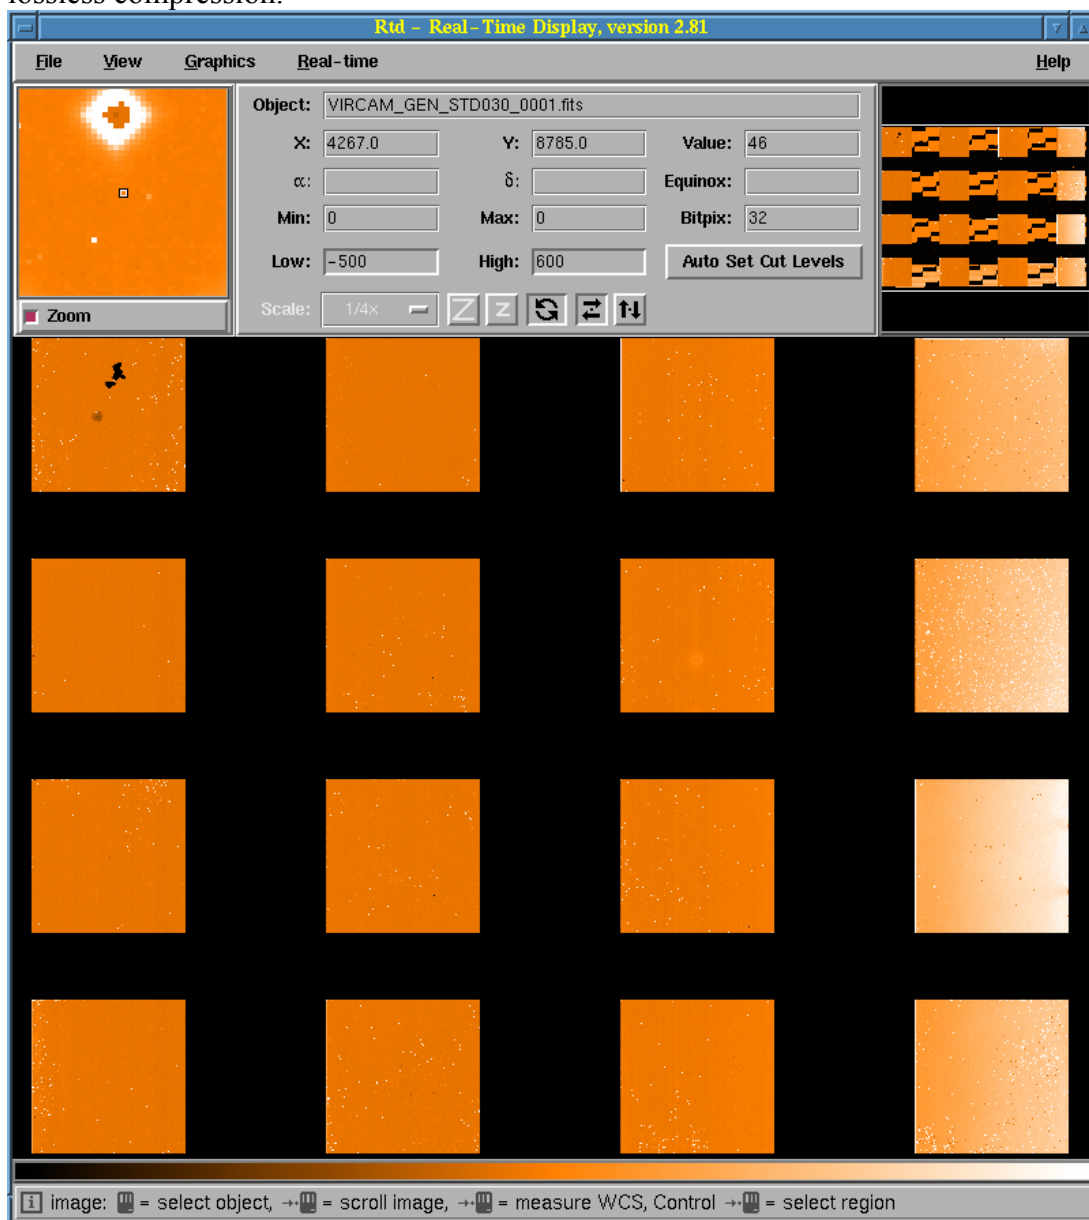 lossless compression.
Rtd - Real-Time Display, version 2.81
File View Graphics Real-time Help
Object: VIRCAM_GEN_STD030_0001.fits
X: 4267.0 Y: 8785.0 Value: 46
α: δ: Equinox:
Min: 0 Max: 0 Bitpix: 32
Low: -500 High: 600 Auto Set Cut Levels
Zoom Scale: 1/4x Z z
image: = select object, = scroll image, = measure WCS, Control = select region